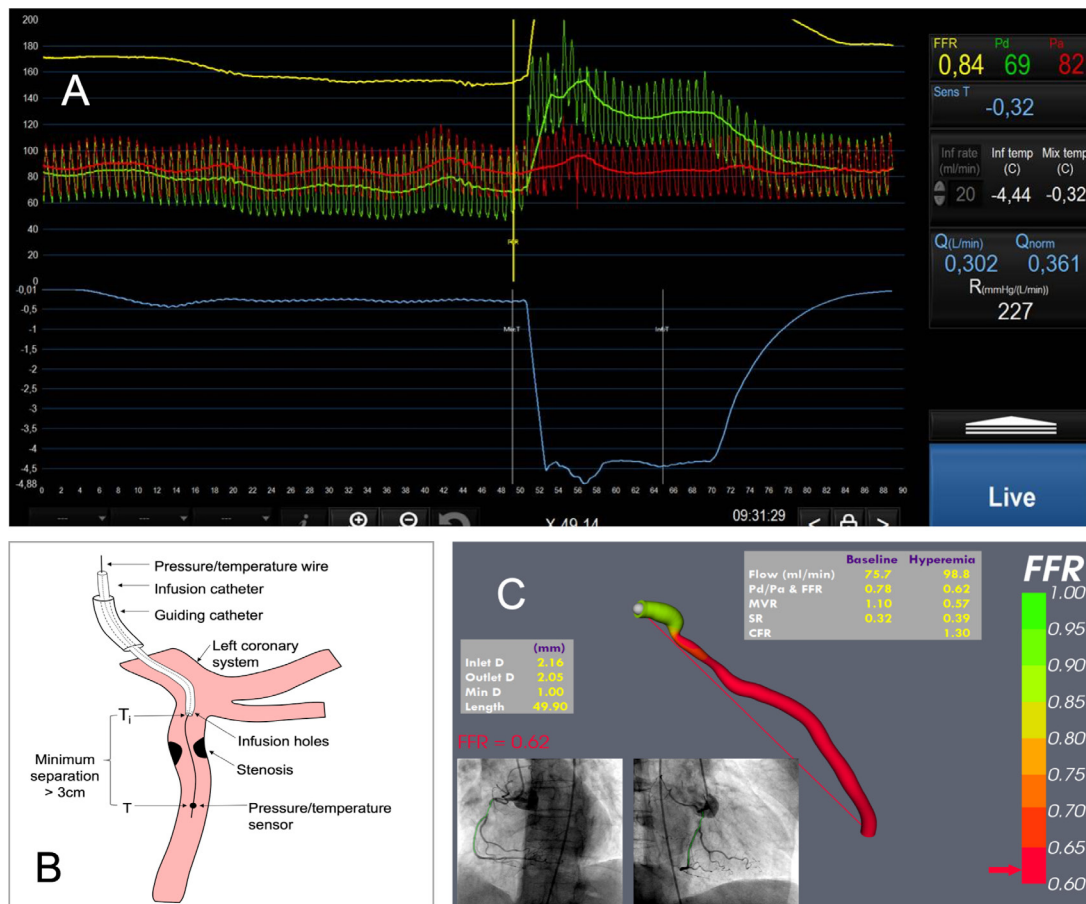 A
200
180
160
140
120
100
80
60
40
20
0
-0,01
-0,5
-1
-1,5
-2
-2,5
-3
-3,5
-4
-4,5
-4,88
0 2 4 6 8 10 12 14 16 18 20 22 24 26 28 30 32 34 36 38 40 42 44 46 48 50 52 54 56 58 60 62 64 66 68 70 72 74 76 78 80 82 84 86 88 90
X 49,14
09:31:29
FFR Pd Pa
0,84 69 82
Sens T
-0,32
Inf rate (ml/min) Inf temp (C) Mix temp (C)
20 -4,44 -0,32
Q(L/min) Qnorm
0,302 0,361
R(mmHg/(L/min))
227
Live
B
Pressure/temperature wire
Infusion catheter
Guiding catheter
Left coronary
system
Ti
Infusion holes
Stenosis
Minimum
separation
> 3cm
T
Pressure/temperature
sensor
C
Baseline Hyperemia
Flow (ml/min) 75.7 98.8
Pd/Pa & FFR 0.78 0.62
MVR 1.10 0.57
SR 0.32 0.39
CFR 1.30
(mm)
Inlet D 2.16
Outlet D 2.05
Min D 1.00
Length 49.90
FFR = 0.62
FFR
1.00
0.95
0.90
0.85
0.80
0.75
0.70
0.65
0.60